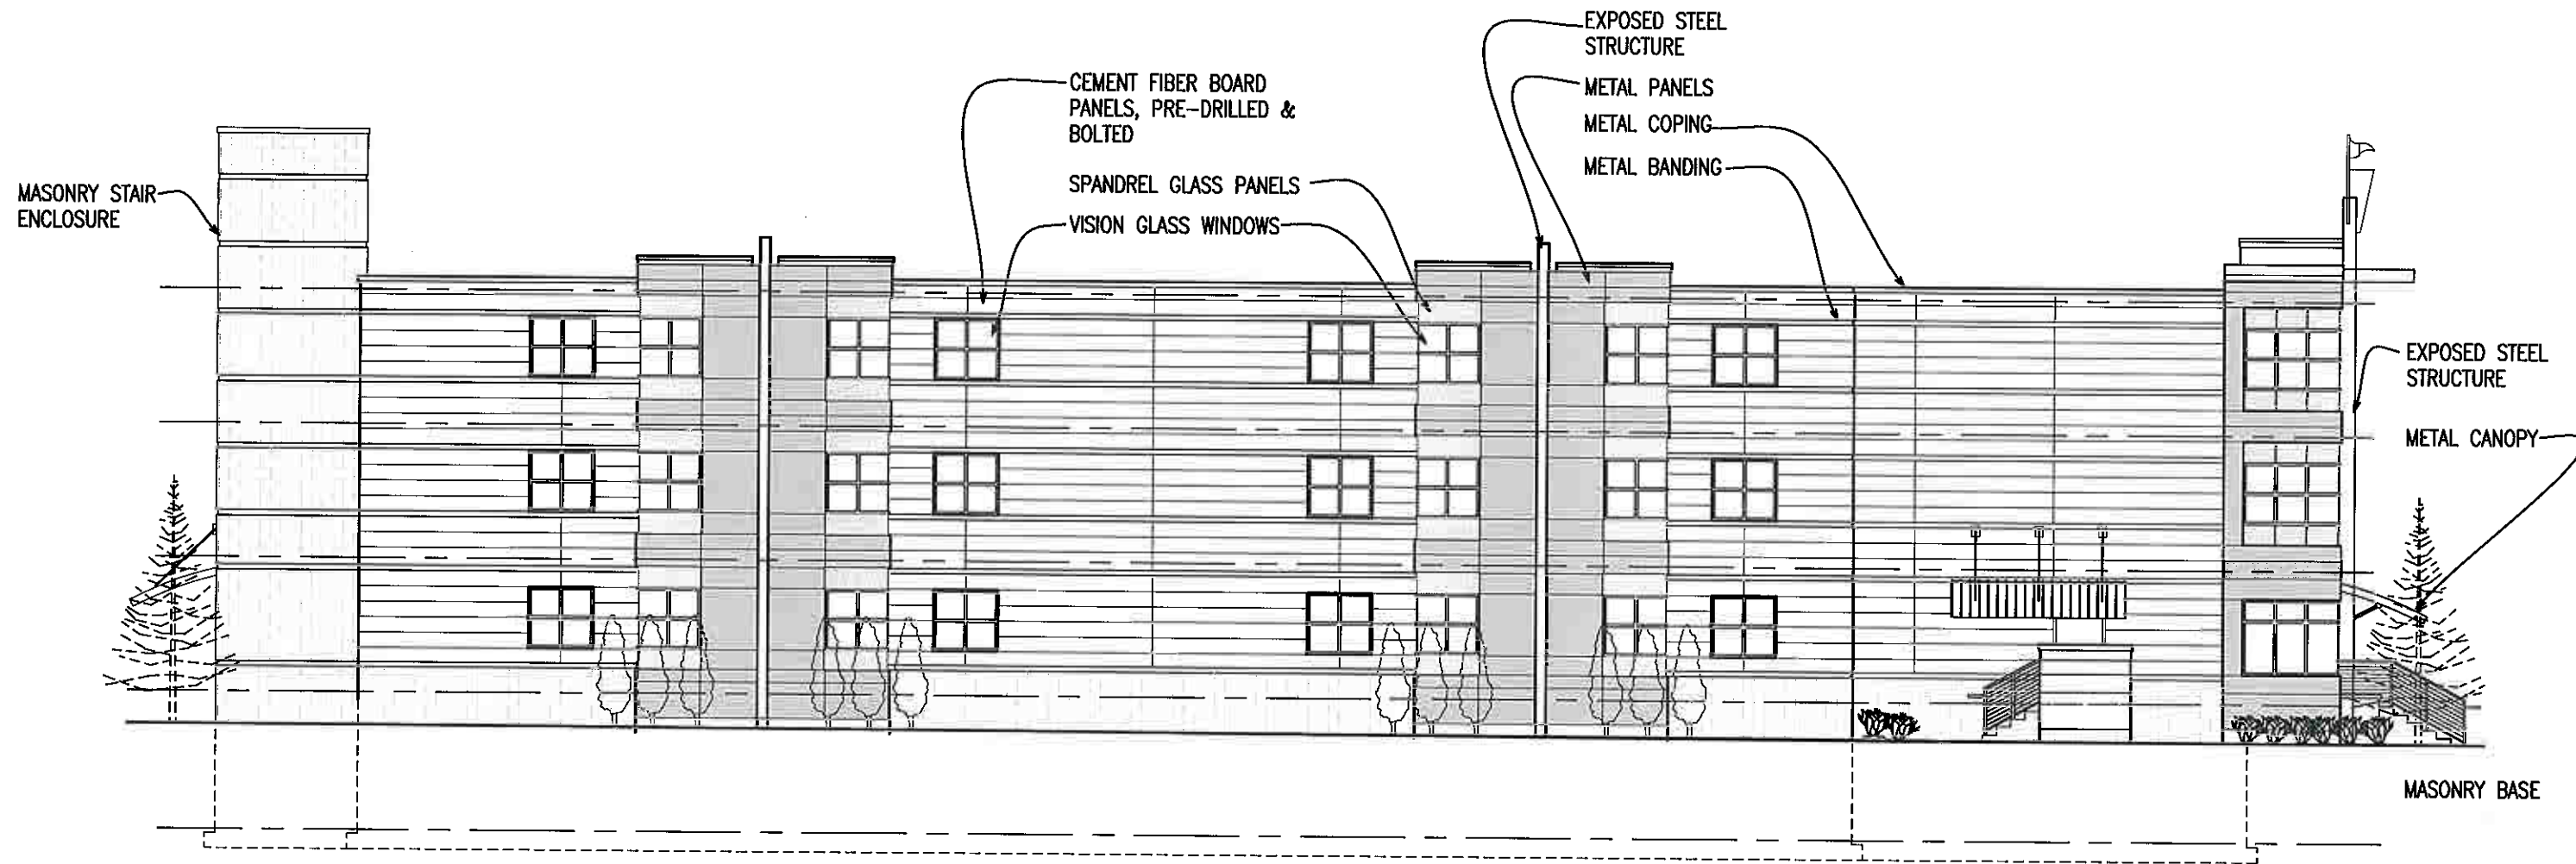 EXPOSED STEEL
STRUCTURE
CEMENT FIBER BOARD
PANELS, PRE-DRILLED &
BOLTED
METAL PANELS
METAL COPING
METAL BANDING
MASONRY STAIR
ENCLOSURE
SPANDREL GLASS PANELS
VISION GLASS WINDOWS
EXPOSED STEEL
STRUCTURE
METAL CANOPY
MASONRY BASE